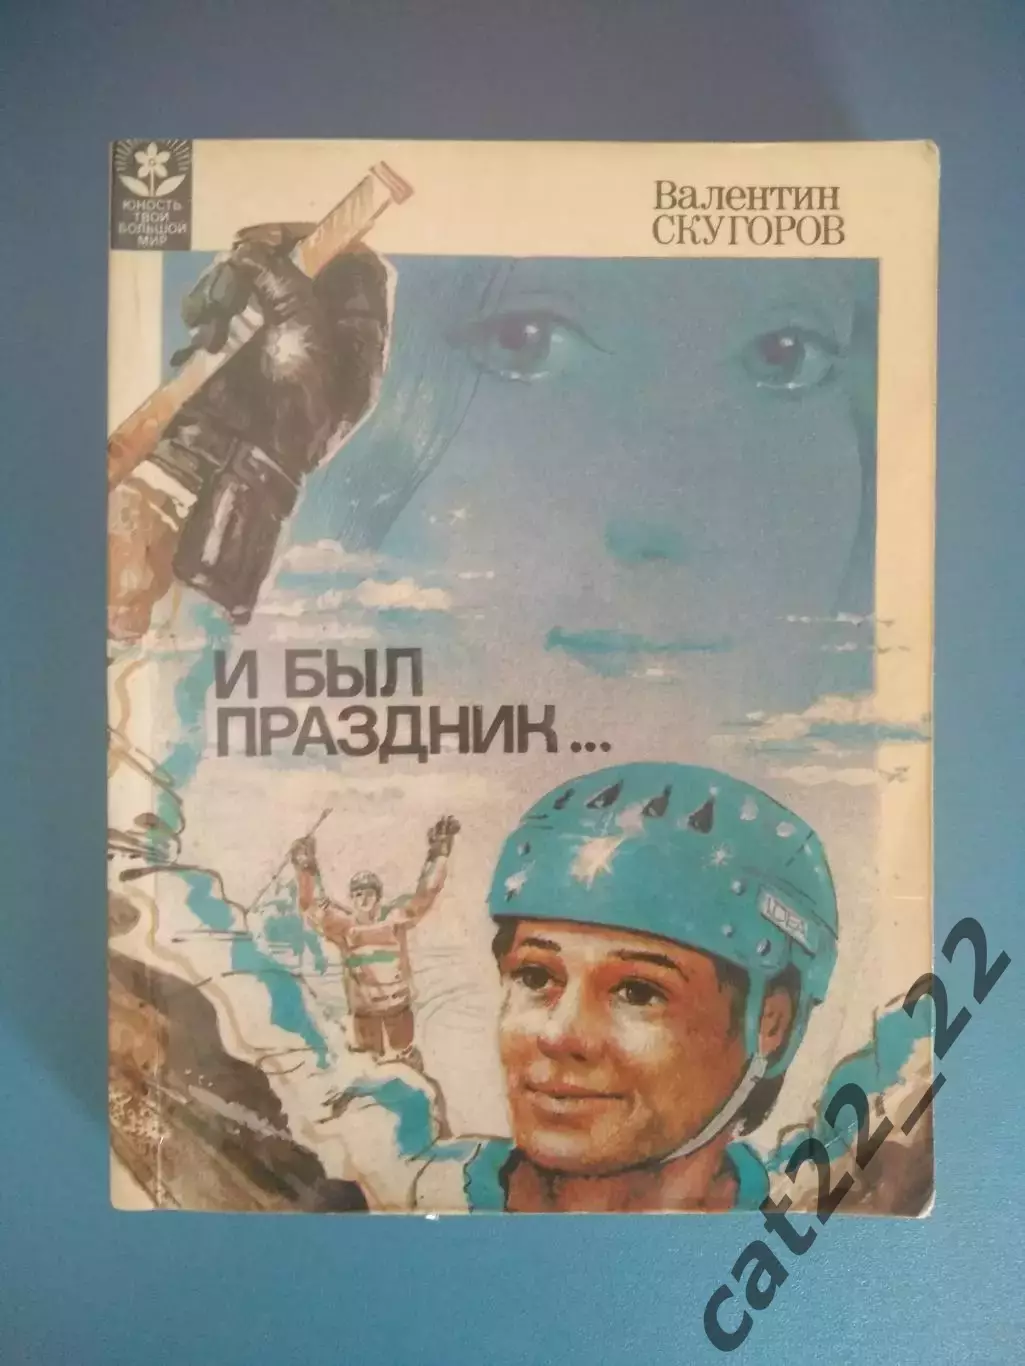 ЮНОСТЬ
ТВОЙ
БОЛЬШОЙ
МИР
Валентин
СКУГОРОВ
И БЫЛ
ПРАЗДНИК...
cat22_22